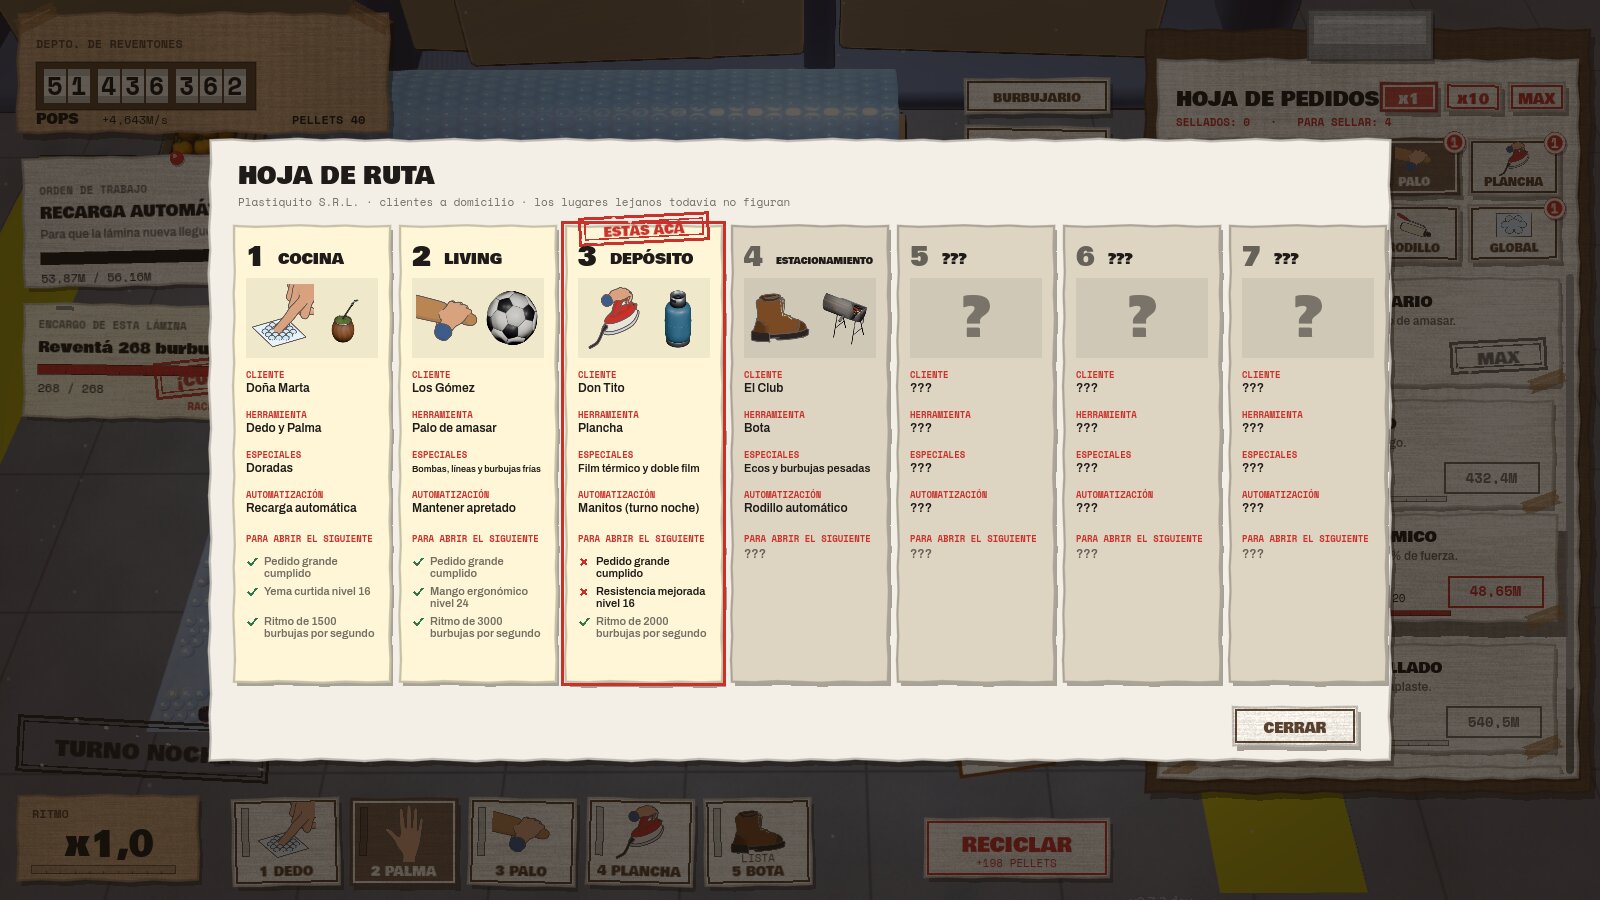 DEPTO. DE REVENTONES
51 436 362
POPS +4,643M/s PELLETS 40
ORDEN DE TRABAJO
RECARGA AUTOMÁ
Para que la lámina nueva llegue
53,87M / 56,16M
ENCARGO DE ESTA LÁMINA
Reventá 268 burbu
268 / 268
TURNO NOCH
RITMO
x1,0
BURBUJARIO
HOJA DE PEDIDOS
x1
x10
MAX
SELLADOS: 0 · PARA SELLAR: 4
PALO
1
PLANCHA
1
RODILLO
GLOBAL
1
ARIO
de amasar.
MAX
go.
432,4M
MICO
% de fuerza.
20
48,65M
LLADO
plaste.
540,5M
HOJA DE RUTA
Plastiquito S.R.L. · clientes a domicilio · los lugares lejanos todavía no figuran
1 COCINA
CLIENTE
Doña Marta
HERRAMIENTA
Dedo y Palma
ESPECIALES
Doradas
AUTOMATIZACIÓN
Recarga automática
PARA ABRIR EL SIGUIENTE
Pedido grande
cumplido
Yema curtida nivel 16
Ritmo de 1500
burbujas por segundo
2 LIVING
CLIENTE
Los Gómez
HERRAMIENTA
Palo de amasar
ESPECIALES
Bombas, líneas y burbujas frías
AUTOMATIZACIÓN
Mantener apretado
PARA ABRIR EL SIGUIENTE
Pedido grande
cumplido
Mango ergonómico
nivel 24
Ritmo de 3000
burbujas por segundo
ESTÁS ACÁ
3 DEPÓSITO
CLIENTE
Don Tito
HERRAMIENTA
Plancha
ESPECIALES
Film térmico y doble film
AUTOMATIZACIÓN
Manitos (turno noche)
PARA ABRIR EL SIGUIENTE
Pedido grande
cumplido
Resistencia mejorada
nivel 16
Ritmo de 2000
burbujas por segundo
4 ESTACIONAMIENTO
CLIENTE
El Club
HERRAMIENTA
Bota
ESPECIALES
Ecos y burbujas pesadas
AUTOMATIZACIÓN
Rodillo automático
PARA ABRIR EL SIGUIENTE
???
5 ???
?
CLIENTE
???
HERRAMIENTA
???
ESPECIALES
???
AUTOMATIZACIÓN
???
PARA ABRIR EL SIGUIENTE
???
6 ???
?
CLIENTE
???
HERRAMIENTA
???
ESPECIALES
???
AUTOMATIZACIÓN
???
PARA ABRIR EL SIGUIENTE
???
7 ???
?
CLIENTE
???
HERRAMIENTA
???
ESPECIALES
???
AUTOMATIZACIÓN
???
PARA ABRIR EL SIGUIENTE
???
CERRAR
1 DEDO
2 PALMA
3 PALO
4 PLANCHA
LISTA
5 BOTA
RECICLAR
+198 PELLETS